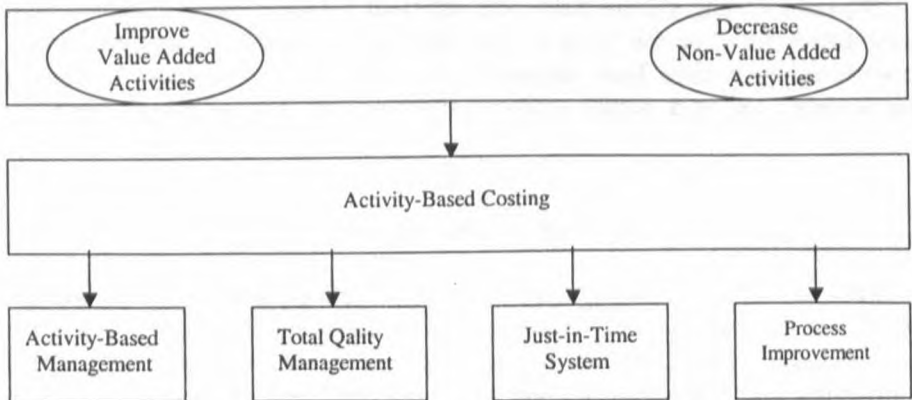 Improve
Value Added
Activities
Decrease
Non-Value Added
Activities
Activity-Based Costing
Activity-Based
Management
Total Qality
Management
Just-in-Time
System
Process
Improvement